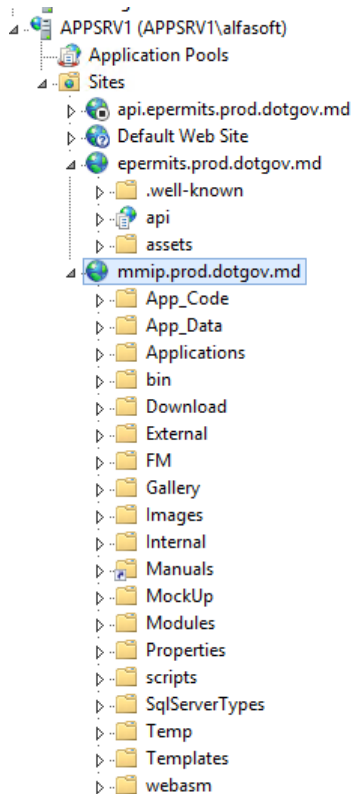 APPSRV1 (APPSRV1\alfasoft)
Application Pools
Sites
api.epermits.prod.dotgov.md
Default Web Site
epermits.prod.dotgov.md
.well-known
api
assets
mmip.prod.dotgov.md
App_Code
App_Data
Applications
bin
Download
External
FM
Gallery
Images
Internal
Manuals
MockUp
Modules
Properties
scripts
SqlServerTypes
Temp
Templates
webasm